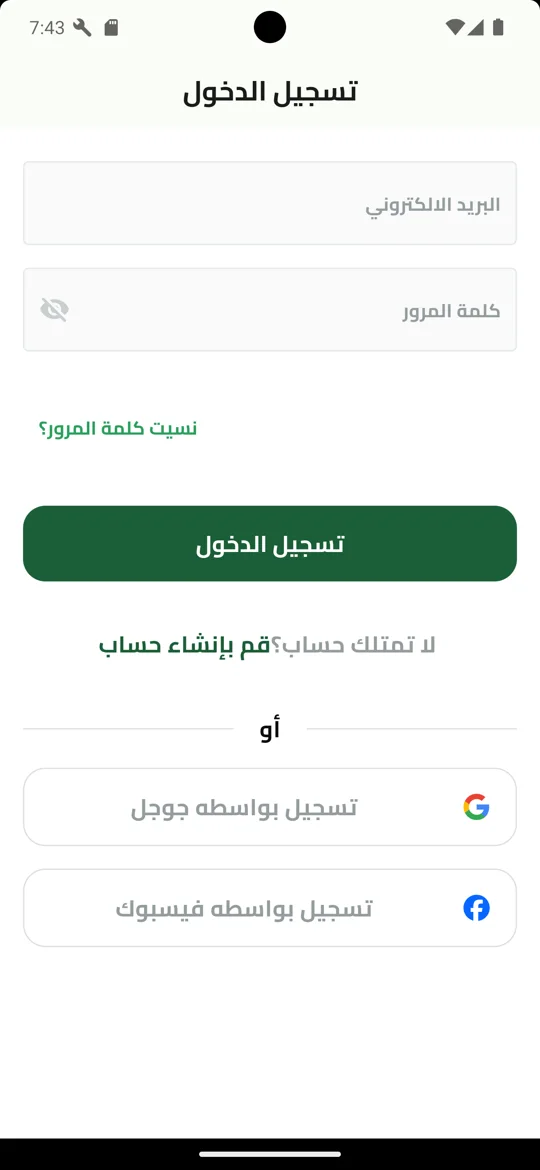 7:43
تسجيل الدخول
البريد الالكتروني
كلمة المرور
نسيت كلمة المرور؟
تسجيل الدخول
لا تمتلك حساب؟قم بإنشاء حساب
أو
تسجيل بواسطه جوجل
تسجيل بواسطه فيسبوك